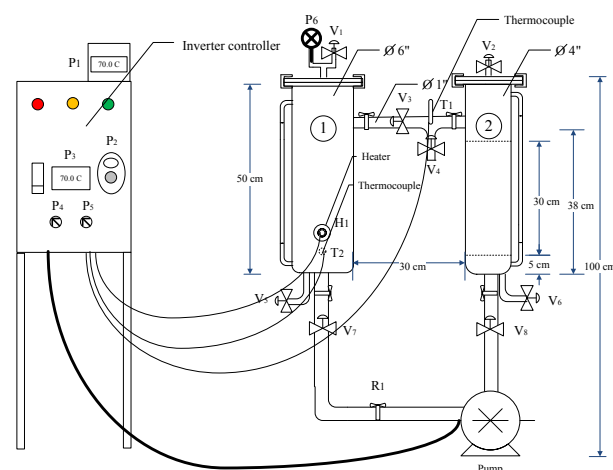 P6
V1
Thermocouple
Inverter controller
Ø 6"
V2
Ø 4"
P1
70.0 C
Ø 1"
V3
T1
1
2
V4
P2
P3
Heater
50 cm
70.0 C
Thermocouple
30 cm
38 cm
P4
P5
H1
T2
30 cm
5 cm
100 cm
V5
V6
V7
V8
R1
Pump